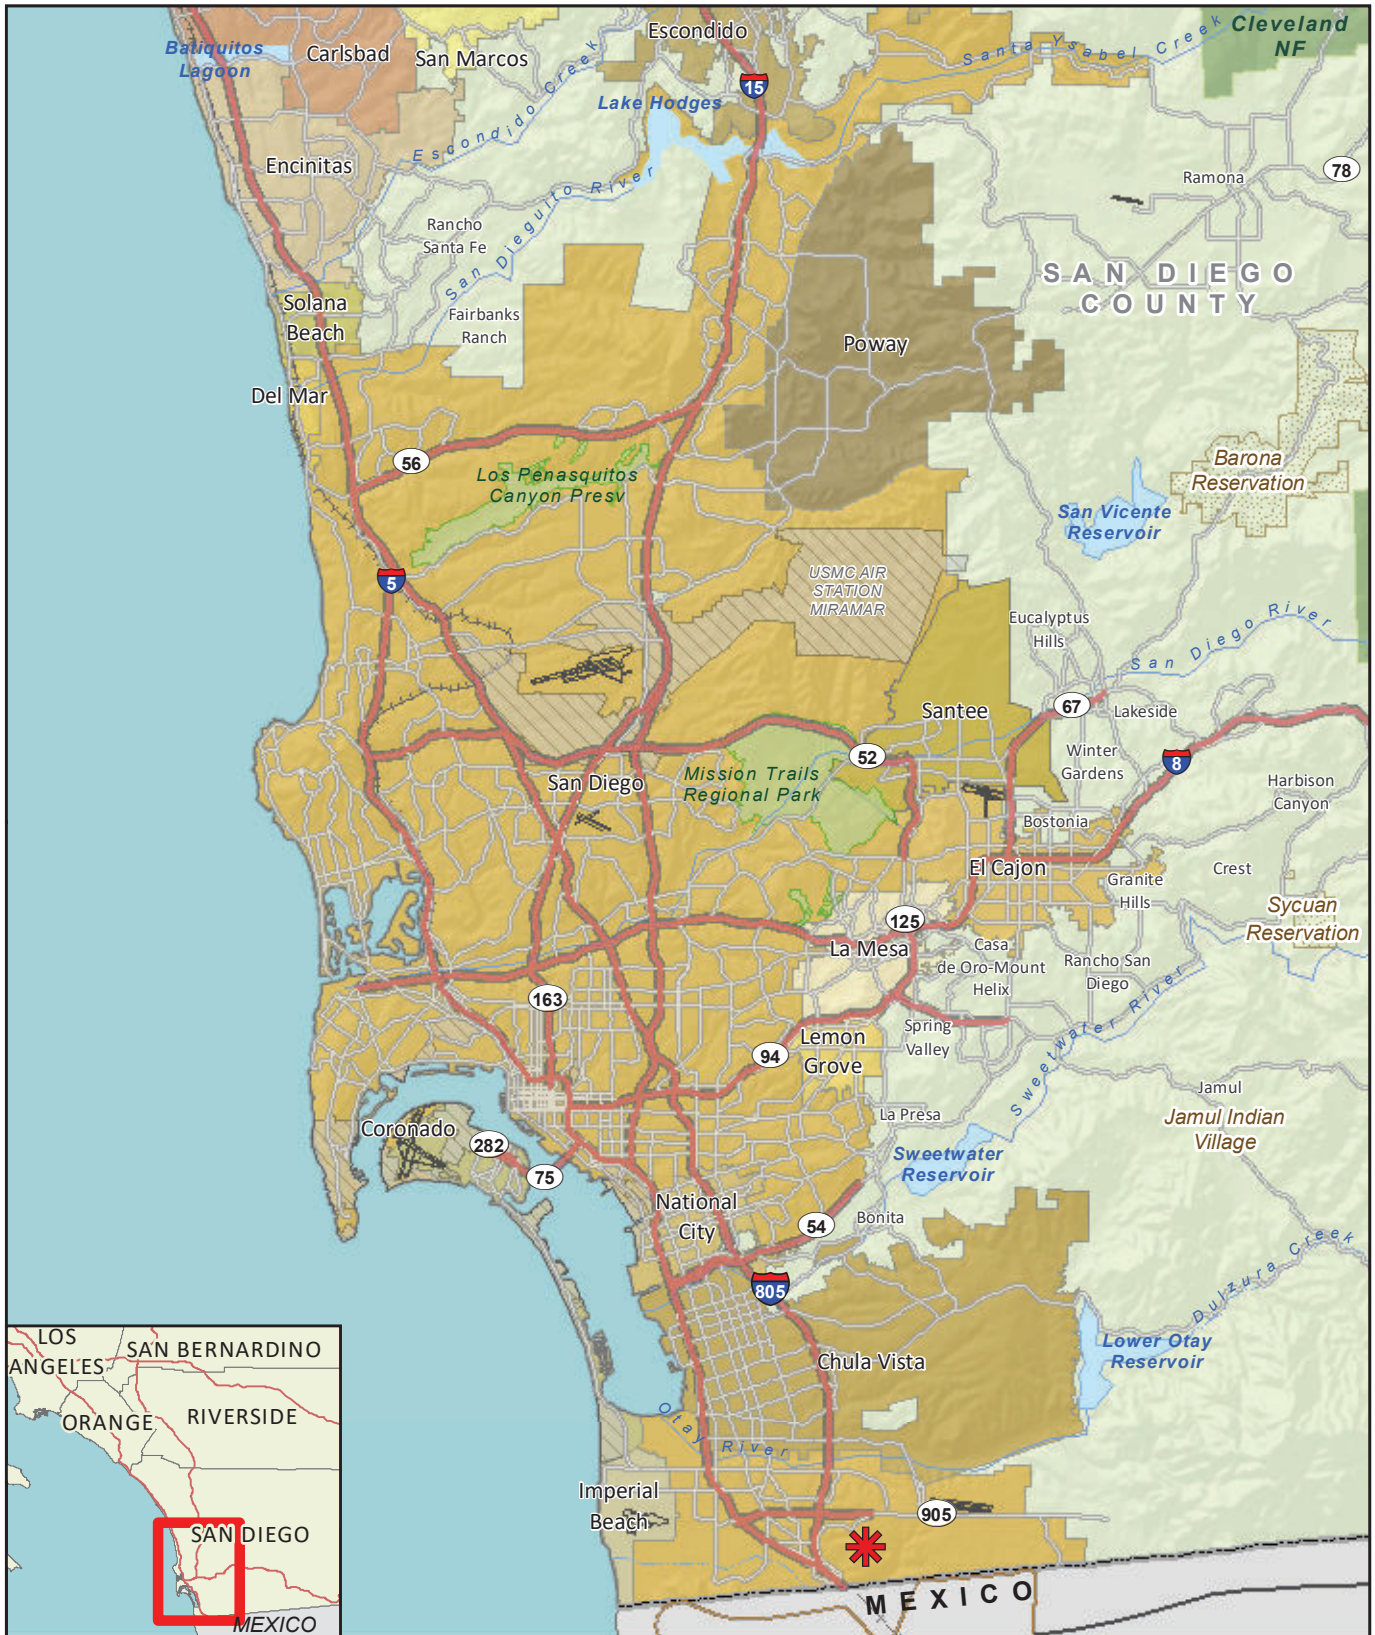 Escondido
Cleveland
NF
Batiquitos
Lagoon
Carlsbad
San Marcos
Santa Ysabel Creek
15
Lake Hodges
Escondido Creek
Encinitas
San Dieguito River
78
Ramona
Rancho
Santa Fe
SAN DIEGO
COUNTY
Solana
Beach
Fairbanks
Ranch
Poway
Del Mar
56
Los Penasquitos
Canyon Presv
Barona
Reservation
San Vicente
Reservoir
5
USMC AIR
STATION
MIRAMAR
Eucalyptus
Hills
San Diego River
Santee
67
Lakeside
52
Winter
Gardens
8
San Diego
Mission Trails
Regional Park
Harbison
Canyon
Bostonia
El Cajon
Crest
Granite
Hills
125
Sycuan
Reservation
La Mesa
Casa
de Oro-Mount
Helix
Rancho San
Diego
163
Spring
Valley
Sweetwater River
94
Lemon
Grove
Jamul
Jamul Indian
Village
La Presa
Coronado
282
75
Sweetwater
Reservoir
National
City
54
Bonita
Dulzura Creek
805
Chula Vista
Lower Otay
Reservoir
Otay River
Imperial
Beach
905
MEXICO
LOS
ANGELES
SAN BERNARDINO
ORANGE
RIVERSIDE
SAN DIEGO
MEXICO